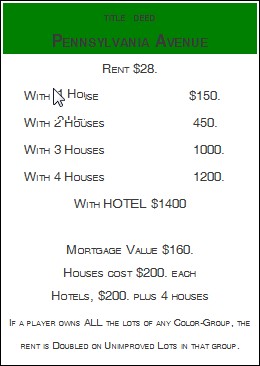 TITLE DEED
PENNSYLVANIA AVENUE
RENT $28.
WITH 1 HOUSE $150.
WITH 2 HOUSES 450.
WITH 3 HOUSES 1000.
WITH 4 HOUSES 1200.
WITH HOTEL $1400
MORTGAGE VALUE $160.
HOUSES COST $200. EACH
HOTELS, $200. PLUS 4 HOUSES
IF A PLAYER OWNS ALL THE LOTS OF ANY COLOR-GROUP, THE
RENT IS DOUBLED ON UNIMPROVED LOTS IN THAT GROUP.